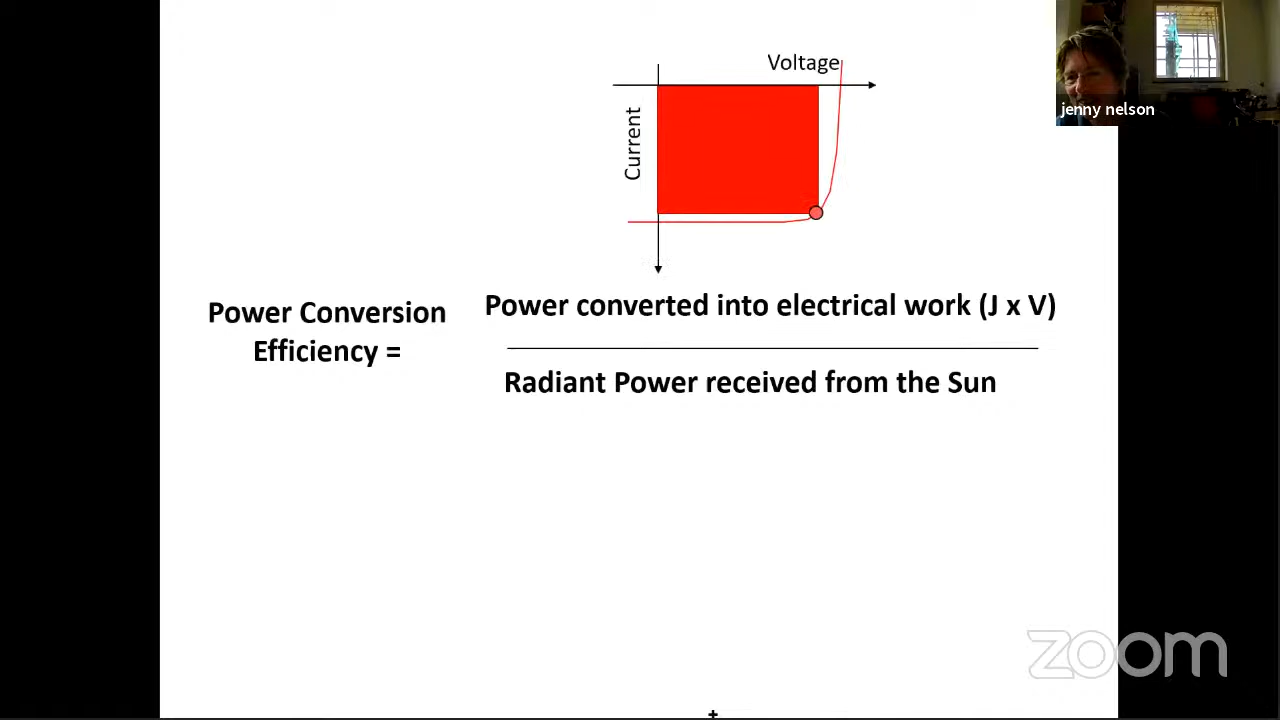 Voltage
Current
jenny nelson
Power Conversion
Efficiency =
Power converted into electrical work (J x V)
Radiant Power received from the Sun
zoom